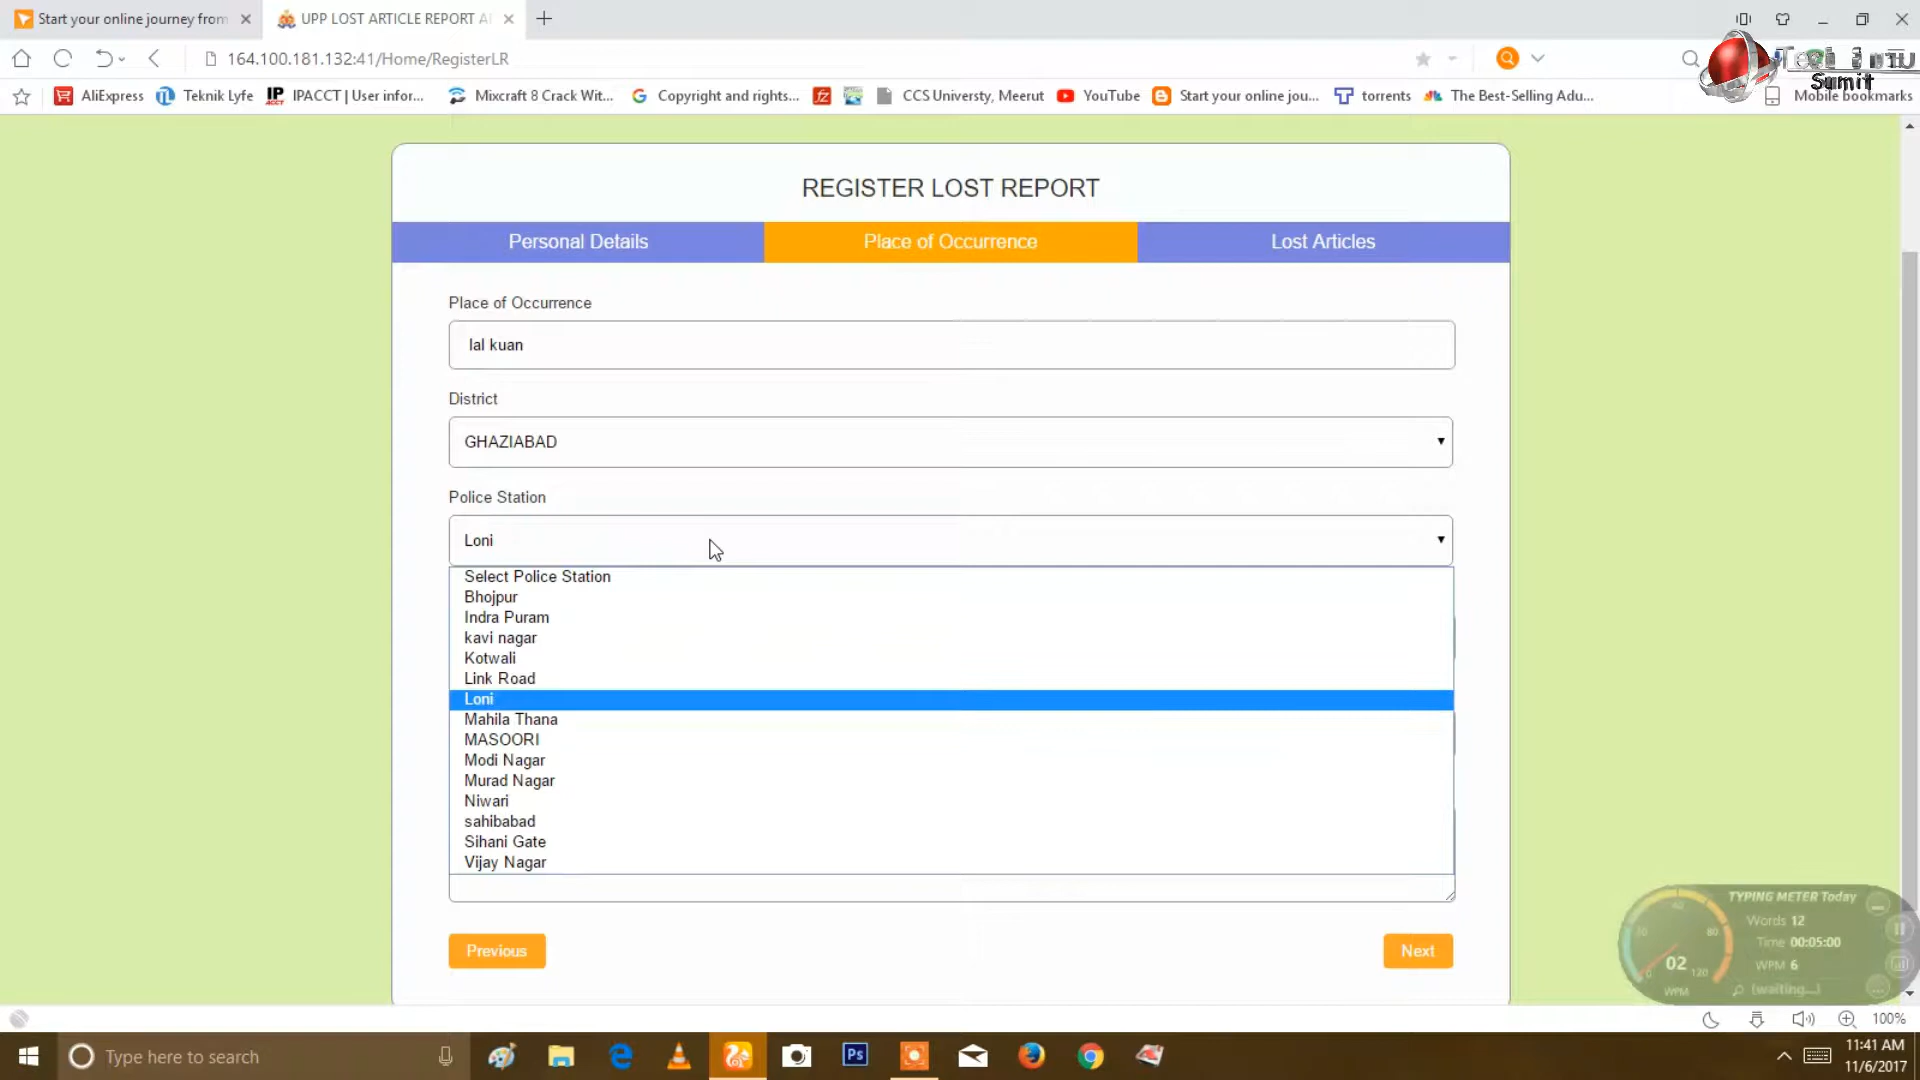 Start your online journey from
UPP LOST ARTICLE REPORT A
164.100.181.132:41/Home/RegisterLR
AliExpress
Teknik Lyfe
IPACCT | User infor...
Mixcraft 8 Crack Wit...
Copyright and rights...
CCS Universty, Meerut
YouTube
Start your online jou...
torrents
The Best-Selling Adu...
Mobile bookmarks
Sumit
REGISTER LOST REPORT
Personal Details
Place of Occurrence
Lost Articles
Place of Occurrence
lal kuan
District
GHAZIABAD
Police Station
Loni
Select Police Station
Bhojpur
Indra Puram
kavi nagar
Kotwali
Link Road
Loni
Mahila Thana
MASOORI
Modi Nagar
Murad Nagar
Niwari
sahibabad
Sihani Gate
Vijay Nagar
Previous
Next
TYPING METER Today
Words 12
Time 00:05:00
WPM 6
02
WPM
(waiting...)
100%
Type here to search
Ps
11:41 AM
11/6/2017